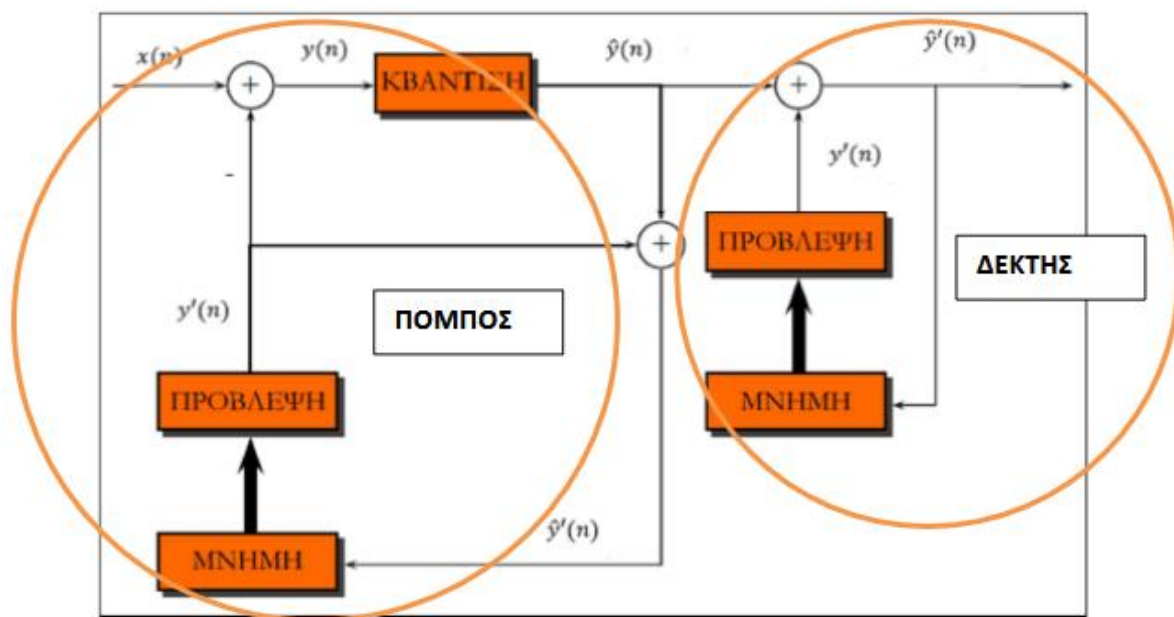 x(n)
y(n)
ΚΒΑΝΤΙΣΗ
ŷ(n)
ŷ′(n)
-
y′(n)
ΠΡΟΒΛΕΨΗ
ΔΕΚΤΗΣ
y′(n)
ΠΟΜΠΟΣ
ΠΡΟΒΛΕΨΗ
ΜΝΗΜΗ
ŷ′(n)
ΜΝΗΜΗ